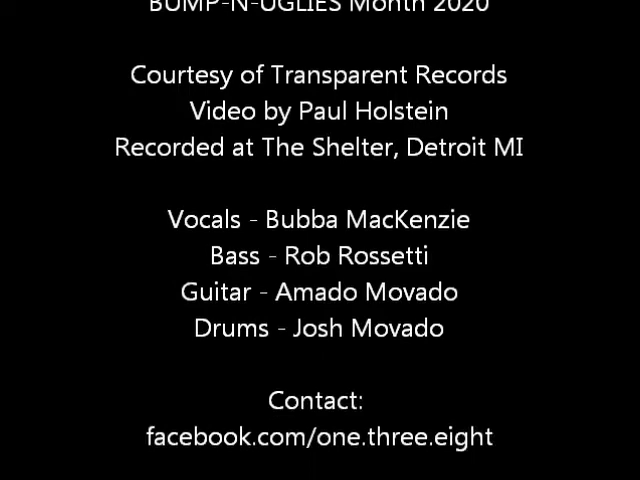 BUMP-N-UGLIES Month 2020
Courtesy of Transparent Records
Video by Paul Holstein
Recorded at The Shelter, Detroit MI
Vocals - Bubba MacKenzie
Bass - Rob Rossetti
Guitar - Amado Movado
Drums - Josh Movado
Contact:
facebook.com/one.three.eight